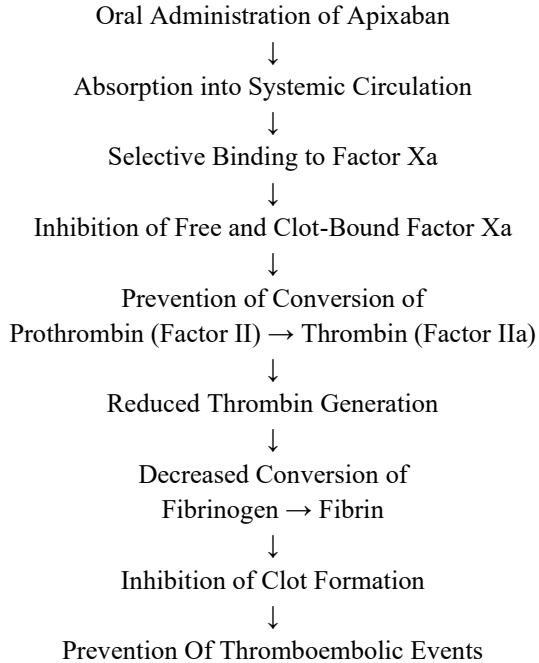 Oral Administration of Apixaban
↓
Absorption into Systemic Circulation
↓
Selective Binding to Factor Xa
↓
Inhibition of Free and Clot-Bound Factor Xa
↓
Prevention of Conversion of
Prothrombin (Factor II) → Thrombin (Factor IIa)
↓
Reduced Thrombin Generation
↓
Decreased Conversion of
Fibrinogen → Fibrin
↓
Inhibition of Clot Formation
↓
Prevention Of Thromboembolic Events